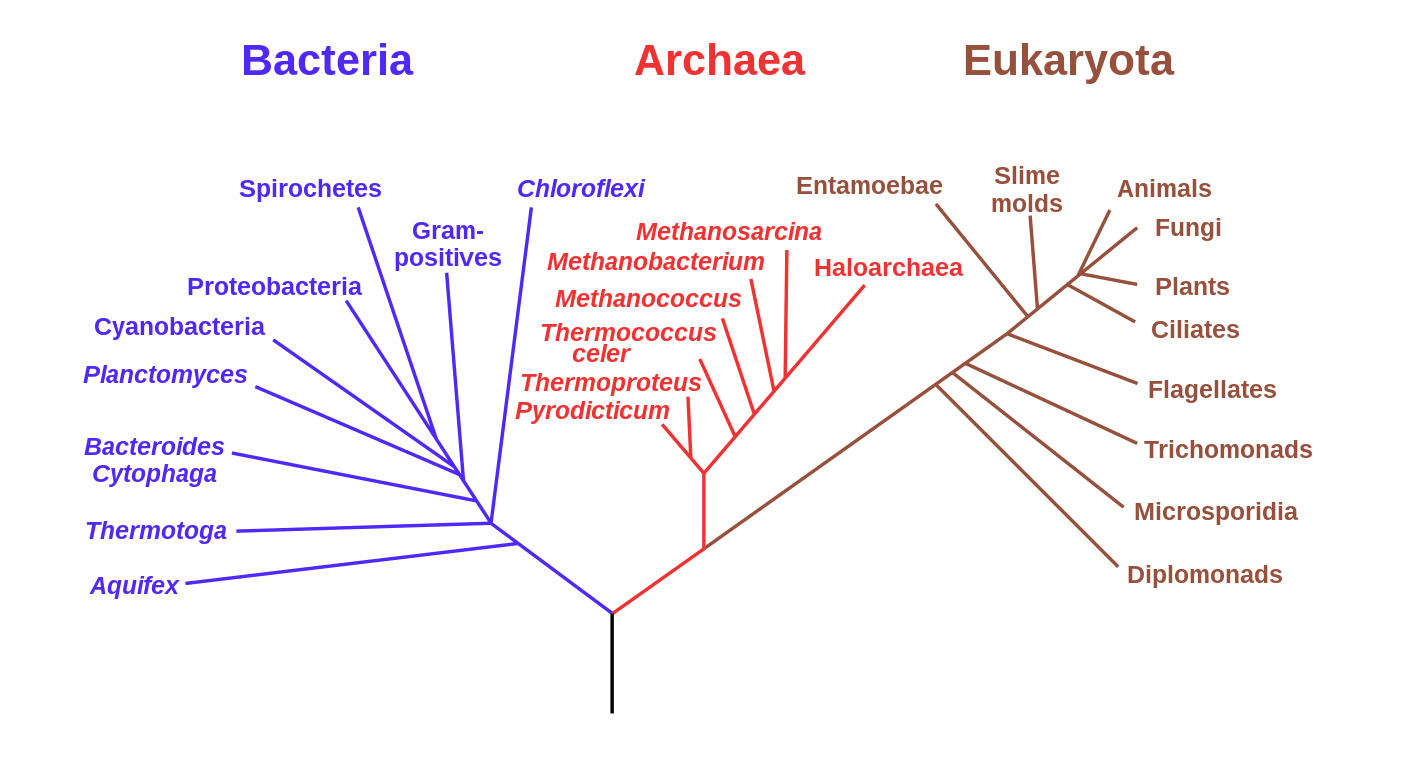 Bacteria
Archaea
Eukaryota
Spirochetes
Gram-
positives
Chloroflexi
Proteobacteria
Cyanobacteria
Planctomyces
Bacteroides
Cytophaga
Thermotoga
Aquifex
Methanosarcina
Methanobacterium
Haloarchaea
Methanococcus
Thermococcus
celer
Thermoproteus
Pyrodicticum
Entamoebae
Slime
molds
Animals
Fungi
Plants
Ciliates
Flagellates
Trichomonads
Microsporidia
Diplomonads